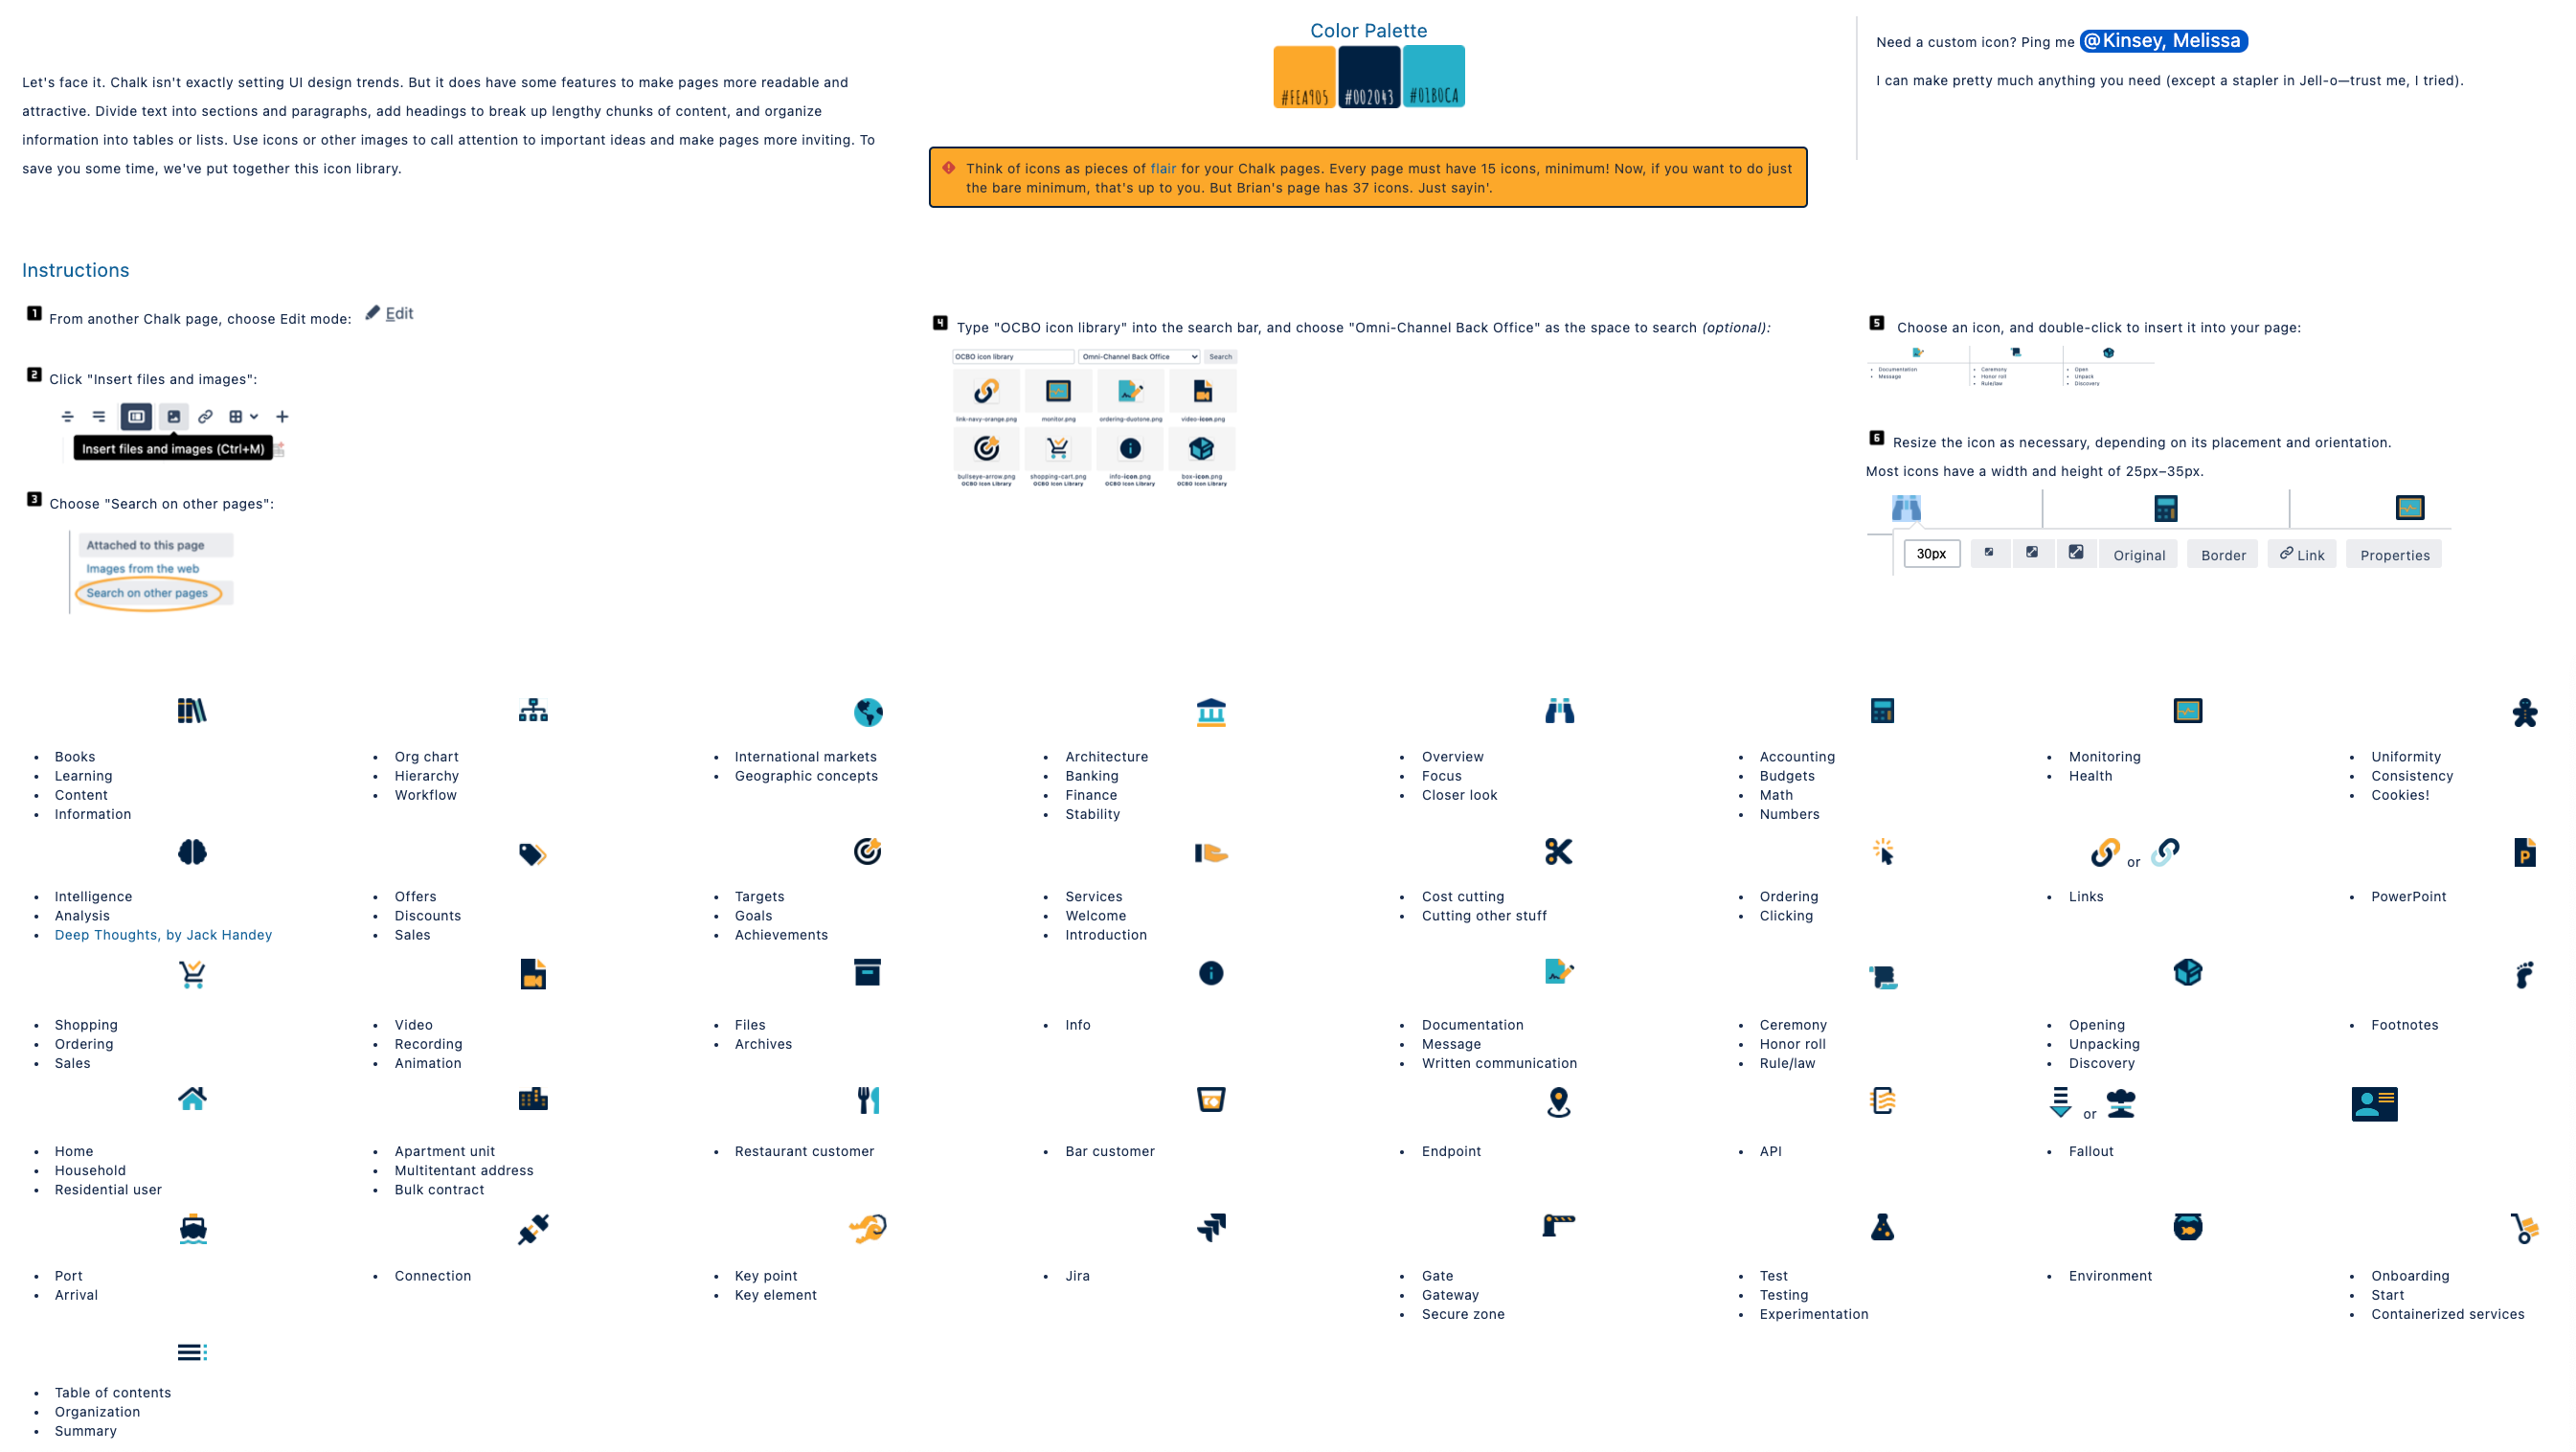 Let's face it. Chalk isn't exactly setting UI design trends. But it does have some features to make pages more readable and
attractive. Divide text into sections and paragraphs, add headings to break up lengthy chunks of content, and organize
information into tables or lists. Use icons or other images to call attention to important ideas and make pages more inviting. To
save you some time, we've put together this icon library.
Color Palette
#FEA905 #002043 #01B0CA
Think of icons as pieces of flair for your Chalk pages. Every page must have 15 icons, minimum! Now, if you want to do just
the bare minimum, that's up to you. But Brian's page has 37 icons. Just sayin'.
Need a custom icon? Ping me @Kinsey, Melissa
I can make pretty much anything you need (except a stapler in Jell-o—trust me, I tried).
Instructions
1 From another Chalk page, choose Edit mode: Edit
2 Click "Insert files and images":
Insert files and images (Ctrl+M)
3 Choose "Search on other pages":
Attached to this page
Images from the web
Search on other pages
4 Type "OCBO icon library" into the search bar, and choose "Omni-Channel Back Office" as the space to search (optional):
OCBO icon library Omni-Channel Back Office Search
link-navy-orange.png monitor.png ordering-duotone.png video-icon.png
bullseye-arrow.png shopping-cart.png info-icon.png box-icon.png
OCBO Icon Library OCBO Icon Library OCBO Icon Library OCBO Icon Library
5 Choose an icon, and double-click to insert it into your page:
• Documentation • Ceremony • Open
• Message • Honor roll • Unpack
• Rule/law • Discovery
6 Resize the icon as necessary, depending on its placement and orientation.
Most icons have a width and height of 25px–35px.
30px Original Border Link Properties
• Books
• Learning
• Content
• Information
• Org chart
• Hierarchy
• Workflow
• International markets
• Geographic concepts
• Architecture
• Banking
• Finance
• Stability
• Overview
• Focus
• Closer look
• Accounting
• Budgets
• Math
• Numbers
• Monitoring
• Health
• Uniformity
• Consistency
• Cookies!
• Intelligence
• Analysis
• Deep Thoughts, by Jack Handey
• Offers
• Discounts
• Sales
• Targets
• Goals
• Achievements
• Services
• Welcome
• Introduction
• Cost cutting
• Cutting other stuff
• Ordering
• Clicking
or
• Links
P
• PowerPoint
• Shopping
• Ordering
• Sales
• Video
• Recording
• Animation
• Files
• Archives
i
• Info
• Documentation
• Message
• Written communication
• Ceremony
• Honor roll
• Rule/law
• Opening
• Unpacking
• Discovery
• Footnotes
• Home
• Household
• Residential user
• Apartment unit
• Multitentant address
• Bulk contract
• Restaurant customer
• Bar customer
• Endpoint
• API
or
• Fallout
• Port
• Arrival
• Connection
• Key point
• Key element
• Jira
• Gate
• Gateway
• Secure zone
• Test
• Testing
• Experimentation
• Environment
• Onboarding
• Start
• Containerized services
• Table of contents
• Organization
• Summary